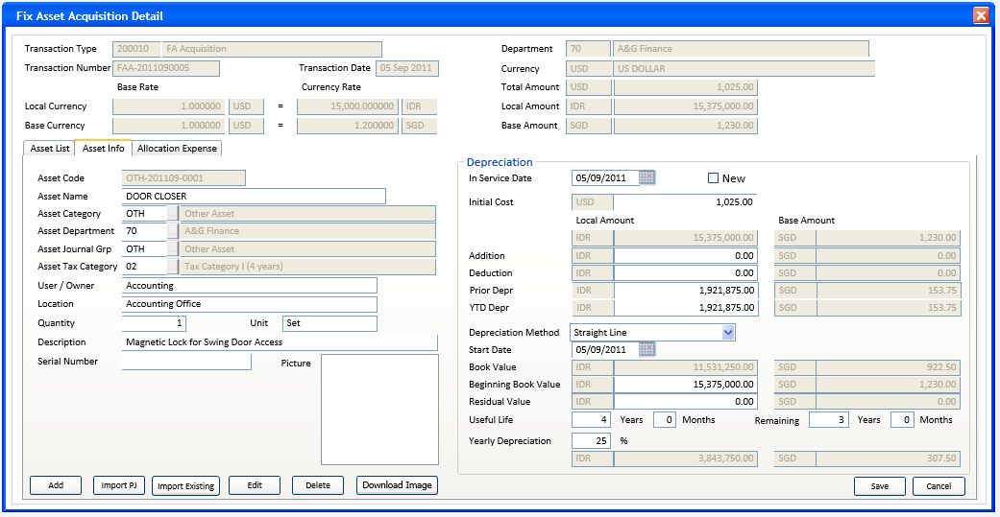 Fix Asset Acquisition Detail
Transaction Type 200010 FA Acquisition Department 70 A&G Finance
Transaction Number FAA-2011090005 Transaction Date 05 Sep 2011 Currency USD US DOLLAR
Base Rate Currency Rate Total Amount USD 1,025.00
Local Currency 1.000000 USD = 15,000.000000 IDR Local Amount IDR 15,375,000.00
Base Currency 1.000000 USD = 1.200000 SGD Base Amount SGD 1,230.00
Asset List Asset Info Allocation Expense
Asset Code OTH-201109-0001
Asset Name DOOR CLOSER
Asset Category OTH ... Other Asset
Asset Department 70 ... A&G Finance
Asset Journal Grp OTH ... Other Asset
Asset Tax Category 02 ... Tax Category I (4 years)
User / Owner Accounting
Location Accounting Office
Quantity 1 Unit Set
Description Magnetic Lock for Swing Door Access
Serial Number Picture
Depreciation
In Service Date 05/09/2011 New
Initial Cost USD 1,025.00
Local Amount Base Amount
IDR 15,375,000.00 SGD 1,230.00
Addition IDR 0.00 SGD 0.00
Deduction IDR 0.00 SGD 0.00
Prior Depr IDR 1,921,875.00 SGD 153.75
YTD Depr IDR 1,921,875.00 SGD 153.75
Depreciation Method Straight Line
Start Date 05/09/2011
Book Value IDR 11,531,250.00 SGD 922.50
Beginning Book Value IDR 15,375,000.00 SGD 1,230.00
Residual Value IDR 0.00 SGD 0.00
Useful Life 4 Years 0 Months Remaining 3 Years 0 Months
Yearly Depreciation 25 %
IDR 3,843,750.00 SGD 307.50
Add Import PJ Import Existing Edit Delete Download Image Save Cancel